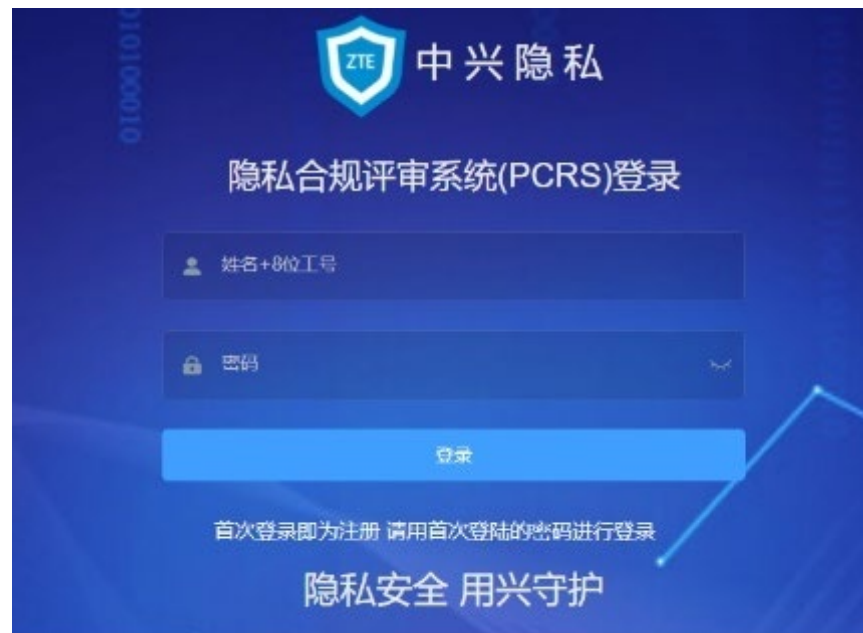 ZTE 中兴隐私
隐私合规评审系统(PCRS)登录
姓名+8位工号
密码
登录
首次登录即为注册 请用首次登陆的密码进行登录
隐私安全 用兴守护